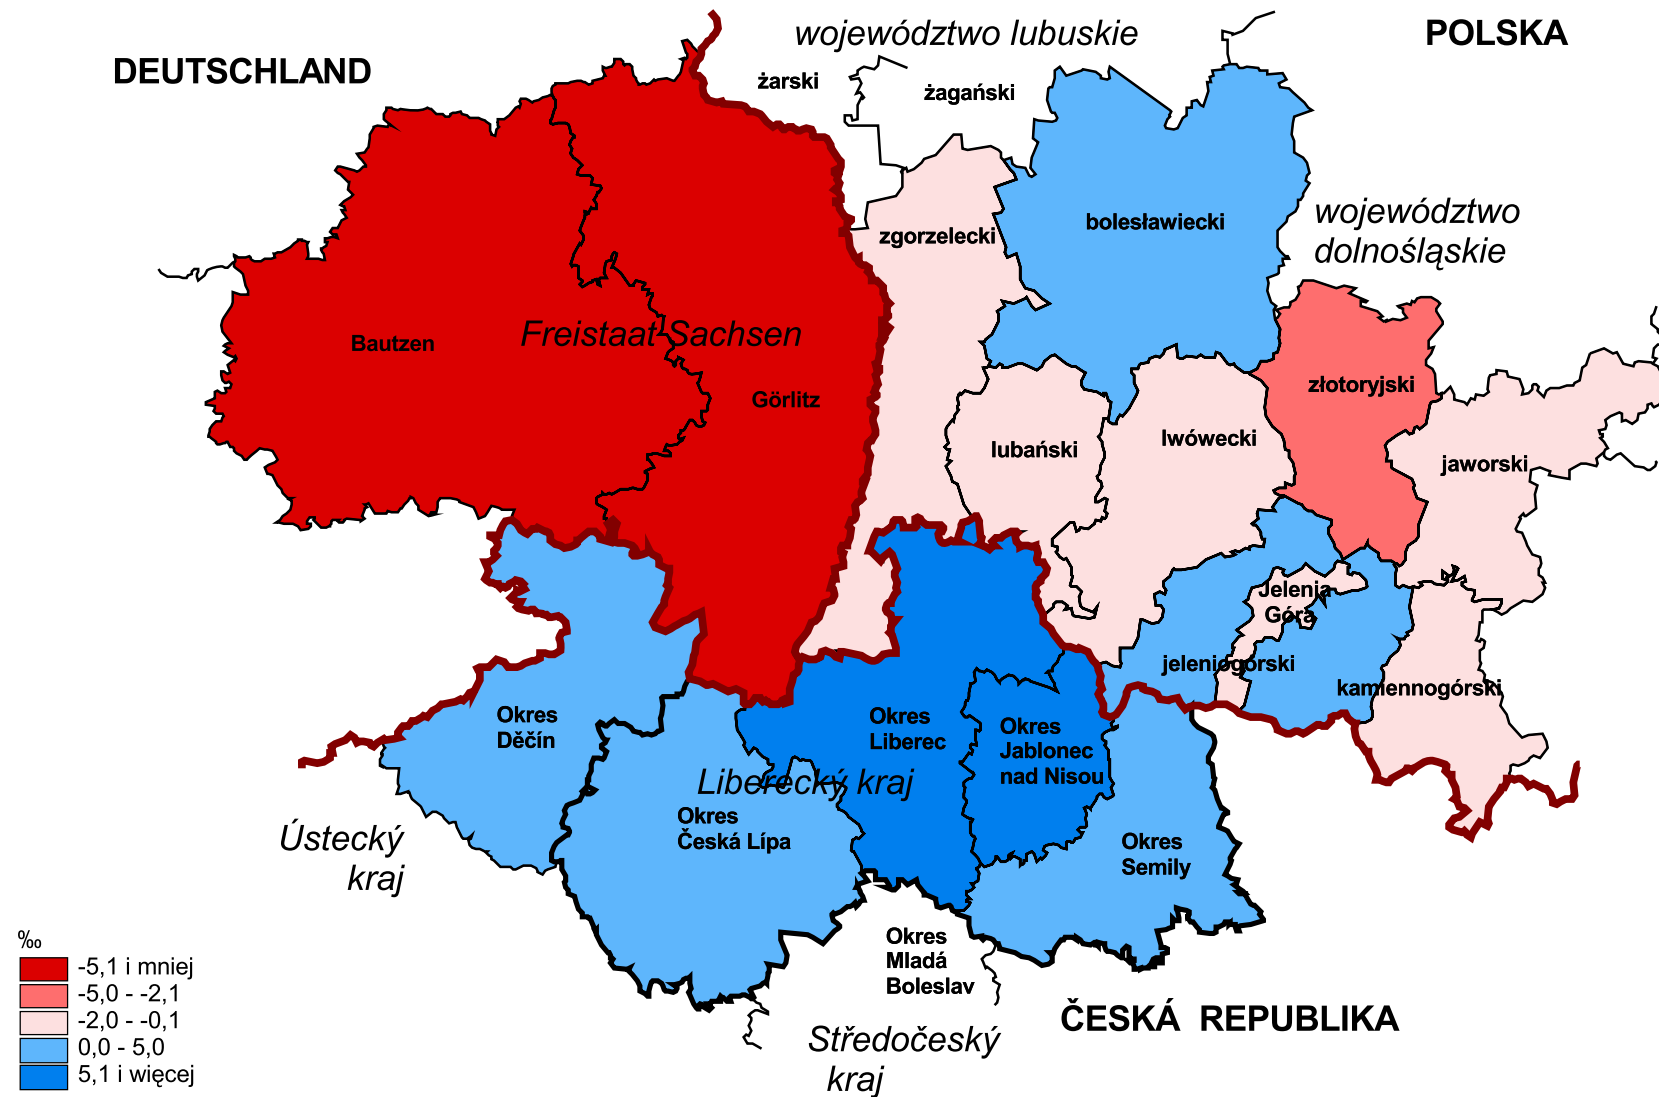 województwo lubuskie
POLSKA
DEUTSCHLAND
żarski
żagański
województwo
dolnośląskie
bolesławiecki
zgorzelecki
Bautzen
Freistaat Sachsen
Görlitz
złotoryjski
lwówecki
lubański
jaworski
Jelenia
Góra
jeleniogórski
kamiennogórski
Okres
Děčín
Okres
Liberec
Okres
Jablonec
nad Nisou
Liberecký kraj
Okres
Česká Lípa
Ústecký
kraj
Okres
Semily
Okres
Mladá
Boleslav
ČESKÁ REPUBLIKA
Středočeský
kraj
‰
-5,1 i mniej
-5,0 - -2,1
-2,0 - -0,1
0,0 - 5,0
5,1 i więcej